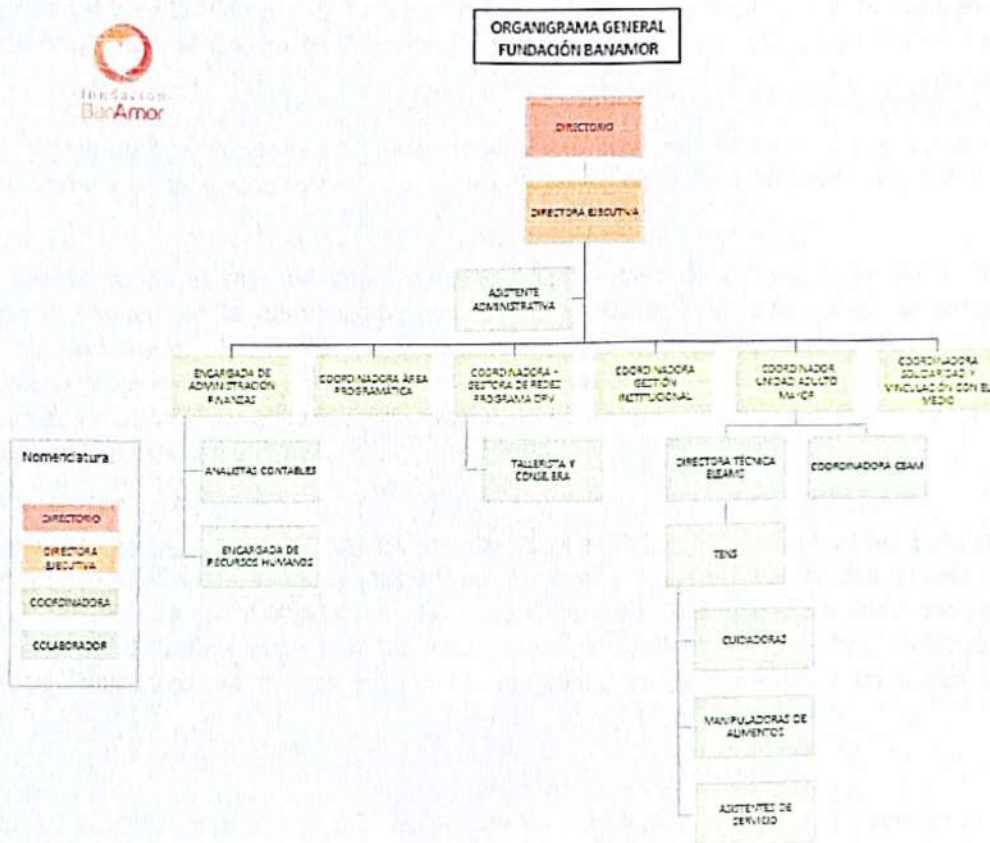 ORGANIGRAMA GENERAL
FUNDACIÓN BANAMOR
fundación
BanAmor
DIRECTORIO
DIRECTORA EJECUTIVA
ASISTENTE
ADMINISTRATIVA
ENCARGADA DE
ADMINISTRACIÓN
FINANZAS
COORDINADORA ÁREA
PROGRAMÁTICA
COORDINADORA -
GESTORA DE REDES
PROGRAMA DPV
COORDINADORA
GESTIÓN
INSTITUCIONAL
COORDINADOR
UNIDAD ADULTO
MAYOR
COORDINADORA
SOLIDARIDAD Y
VINCULACIÓN CON EL
MEDIO
ANALISTAS CONTABLES
TALLERISTA Y
CONSEJERA
DIRECTORA TÉCNICA
ELEAMS
COORDINADORA CEAM
ENCARGADA DE
RECURSOS HUMANOS
TENS
CUIDADORAS
MANIPULADORAS DE
ALIMENTOS
ASISTENTES DE
SERVICIO
Nomenclatura
DIRECTORIO
DIRECTORA
EJECUTIVA
COORDINADORA
COLABORADOR